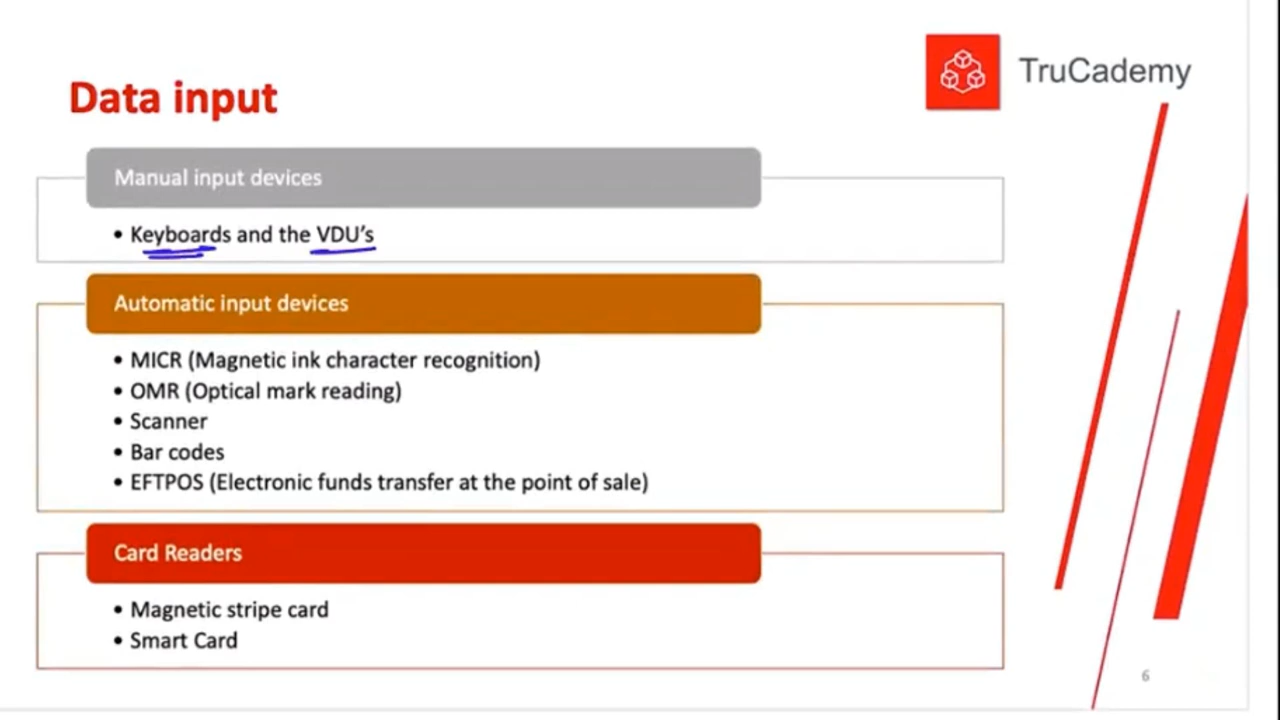 TruCademy
Data input
Manual input devices
• Keyboards and the VDU's
Automatic input devices
• MICR (Magnetic ink character recognition)
• OMR (Optical mark reading)
• Scanner
• Bar codes
• EFTPOS (Electronic funds transfer at the point of sale)
Card Readers
• Magnetic stripe card
• Smart Card
6